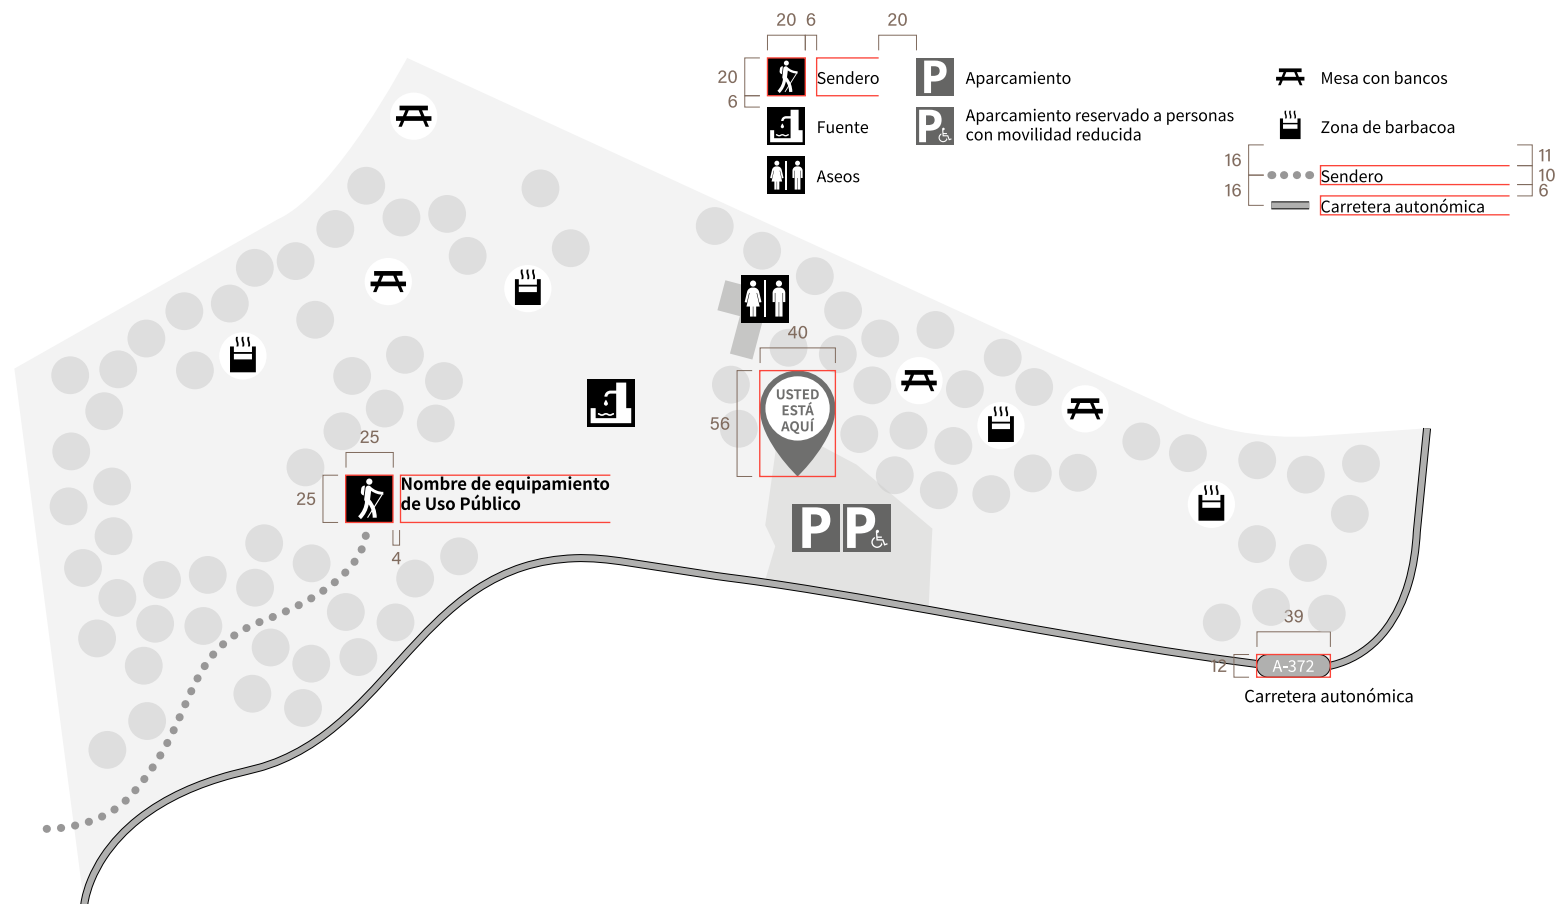 20 6 20
20
6
Sendero
Fuente
Aseos
P Aparcamiento
P Aparcamiento reservado a personas
con movilidad reducida
Mesa con bancos
Zona de barbacoa
16
16
Sendero
Carretera autonómica
11
10
6
40
56
USTED
ESTÁ
AQUÍ
25
25
Nombre de equipamiento
de Uso Público
4
P P
39
12
A-372
Carretera autonómica